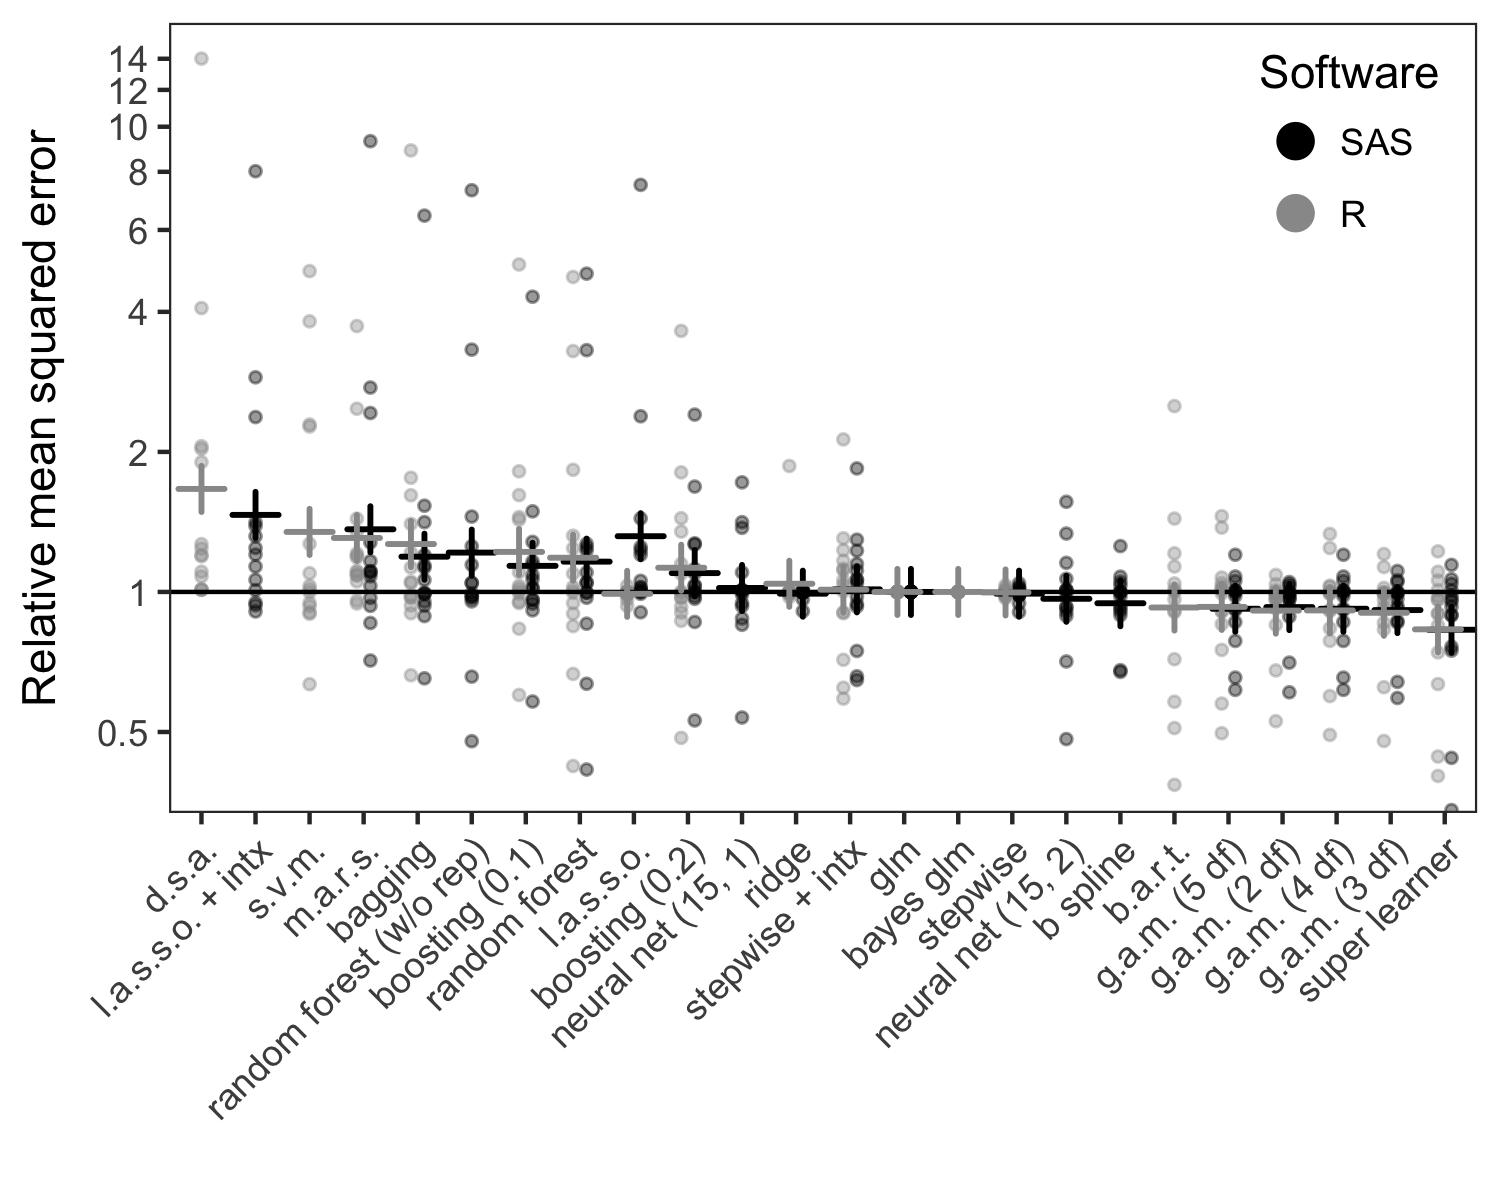 Relative mean squared error
14
12
10
8
6
4
2
1
0.5
Software
SAS
R
d.s.a.
l.a.s.s.o. + intx
s.v.m.
m.a.r.s.
bagging
random forest (w/o rep)
boosting (0.1)
random forest
l.a.s.s.o.
boosting (0.2)
neural net (15, 1)
ridge
stepwise + intx
glm
bayes glm
stepwise
neural net (15, 2)
b spline
b.a.r.t.
g.a.m. (5 df)
g.a.m. (2 df)
g.a.m. (4 df)
g.a.m. (3 df)
super learner